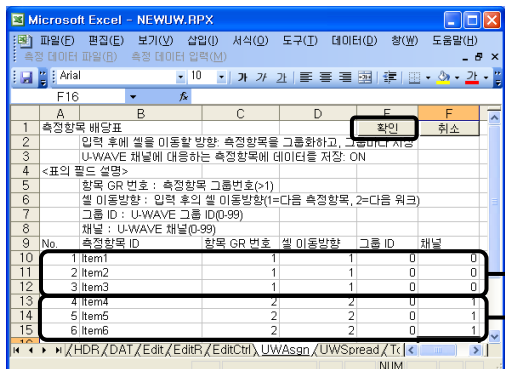 Microsoft Excel - NEWUW.RPX
파일(F) 편집(E) 보기(V) 삽입(I) 서식(O) 도구(T) 데이터(D) 창(W) 도움말(H)
측정 데이터 파일(R) 측정 데이터 입력(M)
Arial 10 가 가 가 가
F16 fx
A B C D E F
1 측정항목 배당표 확인 취소
2 입력 후에 셀을 이동할 방향: 측정항목을 그룹화하고, 그룹마다 지정
3 U-WAVE 채널에 대응하는 측정항목에 데이터를 저장: ON
4 <표의 필드 설명>
5 항목 GR 번호 : 측정항목 그룹번호(>1)
6 셀 이동방향 : 입력 후의 셀 이동방향(1=다음 측정항목, 2=다음 워크)
7 그룹 ID : U-WAVE 그룹 ID(0-99)
8 채널 : U-WAVE 채널(0-99)
9 No. 측정항목 ID 항목 GR 번호 셀 이동방향 그룹 ID 채널
10 1 Item1 1 1 0 0
11 2 Item2 1 1 0 0
12 3 Item3 1 1 0 0
13 4 Item4 2 2 0 1
14 5 Item5 2 2 0 1
15 6 Item6 2 2 0 1
HDR / DAT / Edit / EditR / EditCtrl \ UWAsgn / UWSpread /
NUM